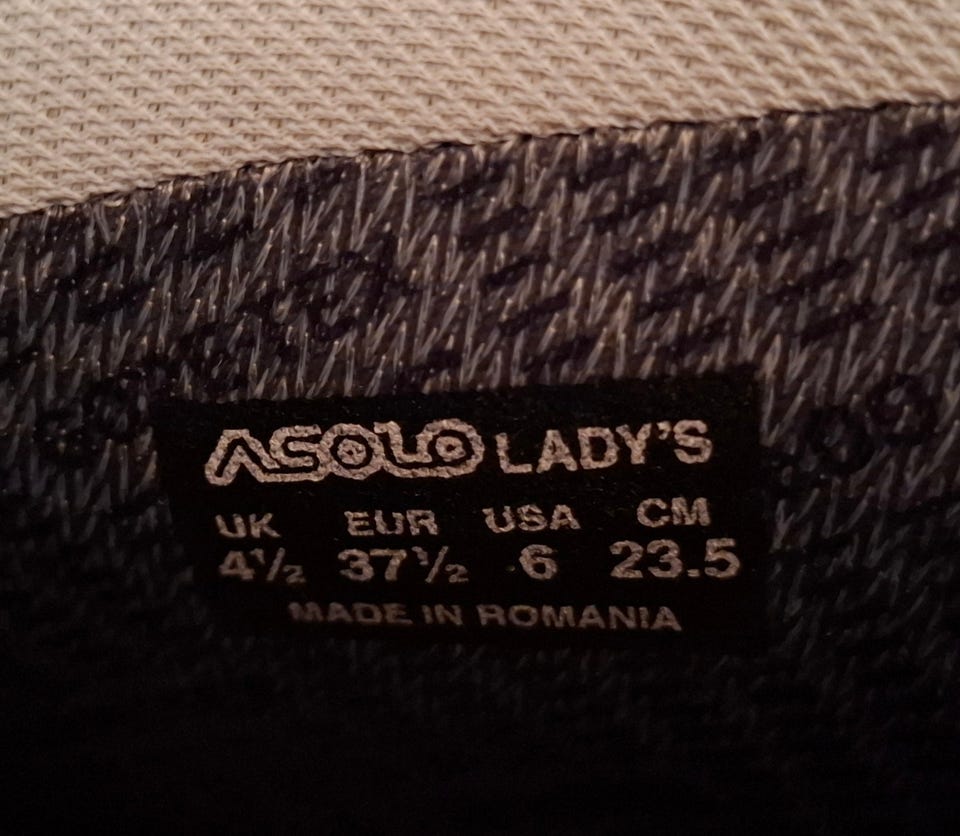 ASOLO LADY'S
UK EUR USA CM
4½ 37½ 6 23.5
MADE IN ROMANIA